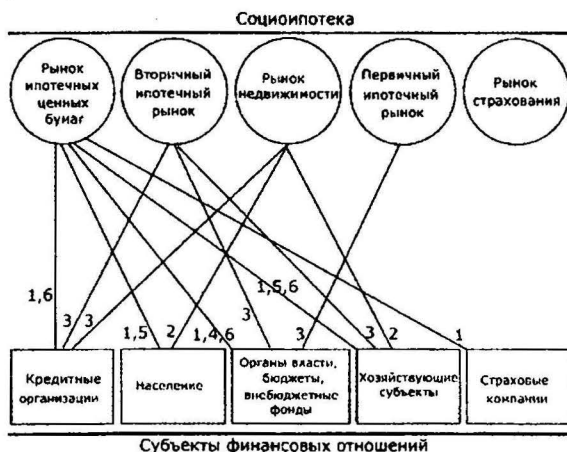 Социоипотека
Рынок
ипотечных
ценных
бумаг
Вторичный
ипотечный
рынок
Рынок
недвижимости
Первичный
ипотечный
рынок
Рынок
страхования
1,6
3
3
1,5
2
1,4,6
3
1,5,6
3
3
2
1
Кредитные
организации
Население
Органы власти,
бюджеты,
внебюджетные
фонды
Хозяйствующие
субъекты
Страховые
компании
Субъекты финансовых отношений